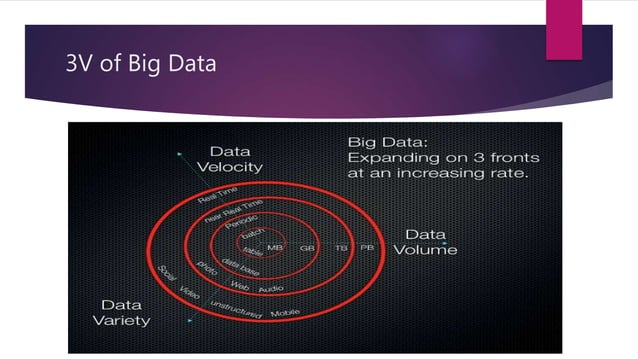 3V of Big Data
Data
Velocity
Big Data:
Expanding on 3 fronts
at an increasing rate.
Real Time
near Real Time
Periodic
batch
table
MB
GB
TB
PB
Data
Volume
data base
photo
Web
Audio
Social
Video
unstructured
Mobile
Data
Variety